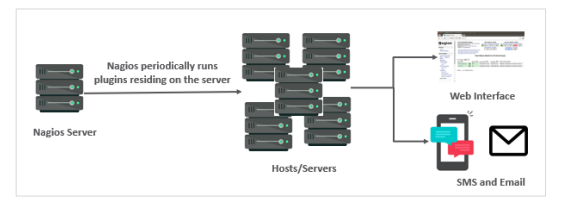 Nagios periodically runs
plugins residing on the server
Nagios Server
Hosts/Servers
Web Interface
SMS and Email